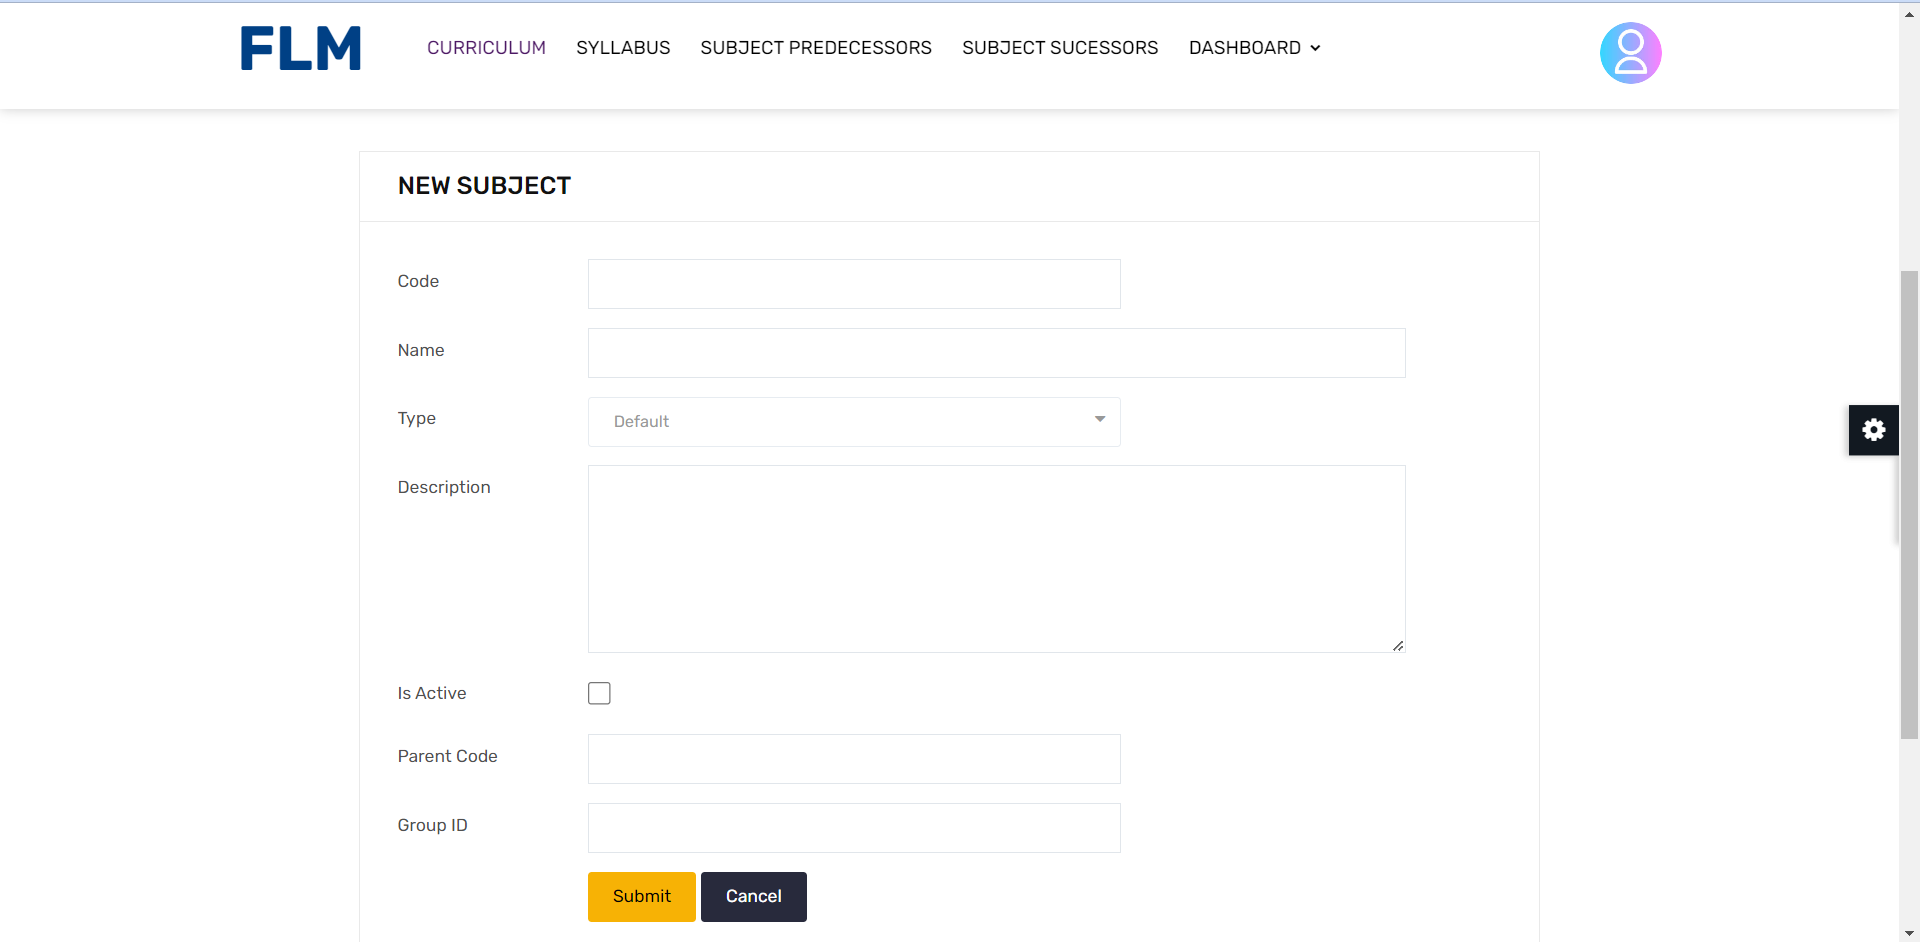 FLM
CURRICULUM SYLLABUS SUBJECT PREDECESSORS SUBJECT SUCESSORS DASHBOARD
NEW SUBJECT
Code
Name
Type Default
Description
Is Active
Parent Code
Group ID
Submit Cancel